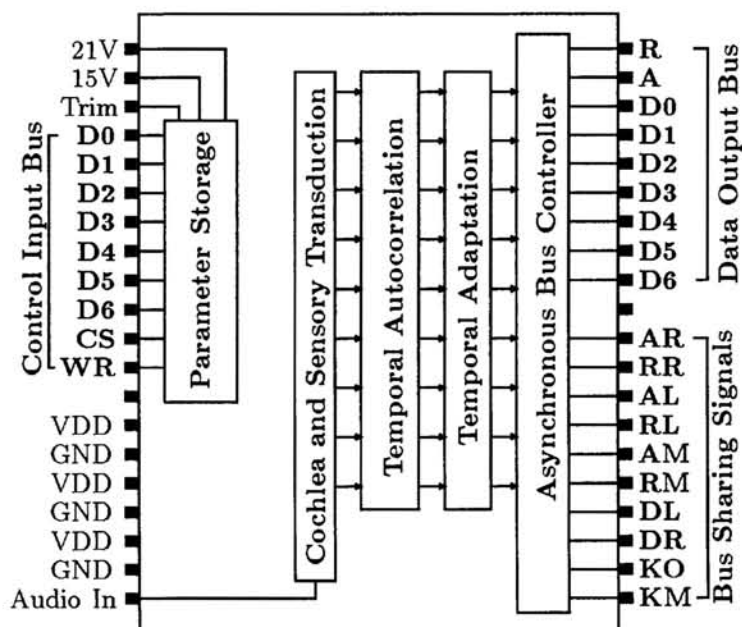 21V
15V
Trim
D0
D1
D2
D3
D4
D5
D6
CS
WR
VDD
GND
VDD
GND
VDD
GND
Audio In
Control Input Bus
Parameter Storage
Cochlea and Sensory Transduction
Temporal Autocorrelation
Temporal Adaptation
Asynchronous Bus Controller
R
A
D0
D1
D2
D3
D4
D5
D6
AR
RR
AL
RL
AM
RM
DL
DR
KO
KM
Data Output Bus
Bus Sharing Signals